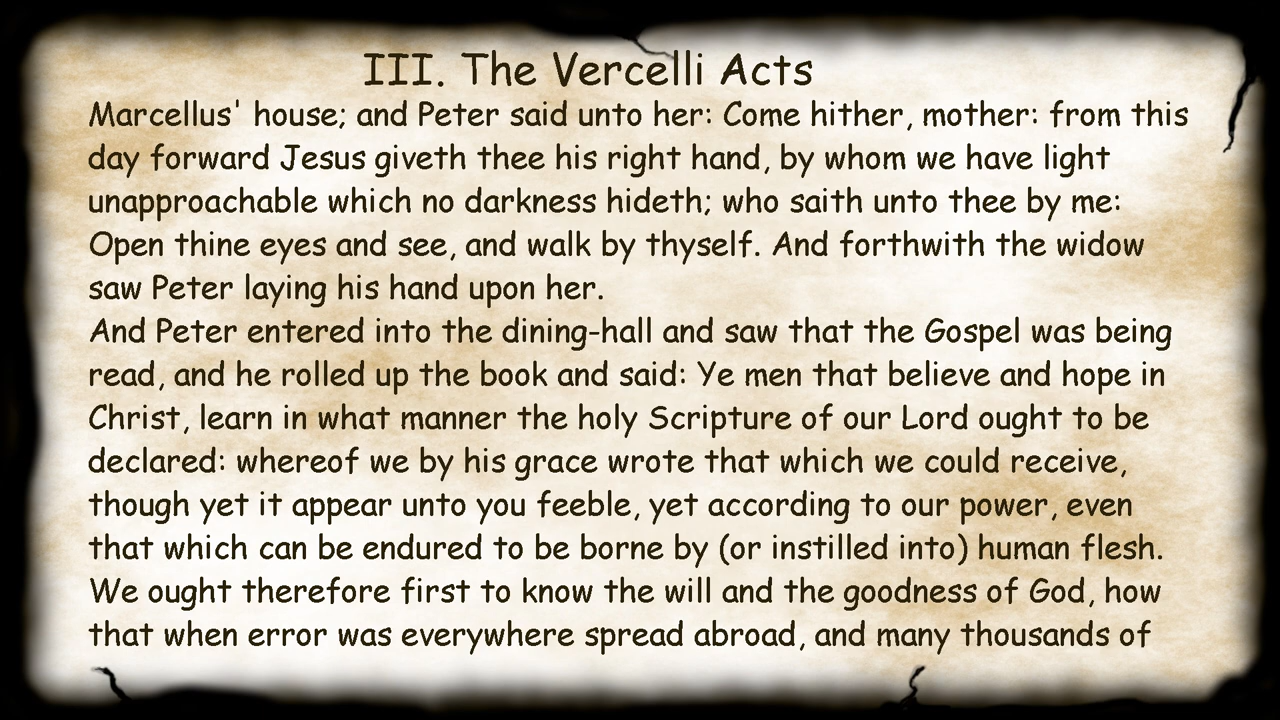 III. The Vercelli Acts
Marcellus' house; and Peter said unto her: Come hither, mother: from this
day forward Jesus giveth thee his right hand, by whom we have light
unapproachable which no darkness hideth; who saith unto thee by me:
Open thine eyes and see, and walk by thyself. And forthwith the widow
saw Peter laying his hand upon her.
And Peter entered into the dining-hall and saw that the Gospel was being
read, and he rolled up the book and said: Ye men that believe and hope in
Christ, learn in what manner the holy Scripture of our Lord ought to be
declared: whereof we by his grace wrote that which we could receive,
though yet it appear unto you feeble, yet according to our power, even
that which can be endured to be borne by (or instilled into) human flesh.
We ought therefore first to know the will and the goodness of God, how
that when error was everywhere spread abroad, and many thousands of